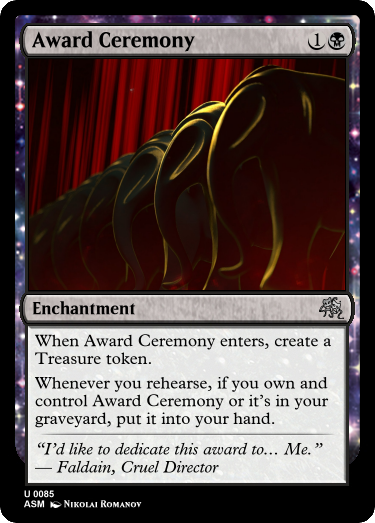 Award Ceremony 1
Enchantment
When Award Ceremony enters, create a
Treasure token.
Whenever you rehearse, if you own and
control Award Ceremony or it's in your
graveyard, put it into your hand.
“I’d like to dedicate this award to… Me.”
— Faldain, Cruel Director
U 0085
ASM Nikolai Romanov